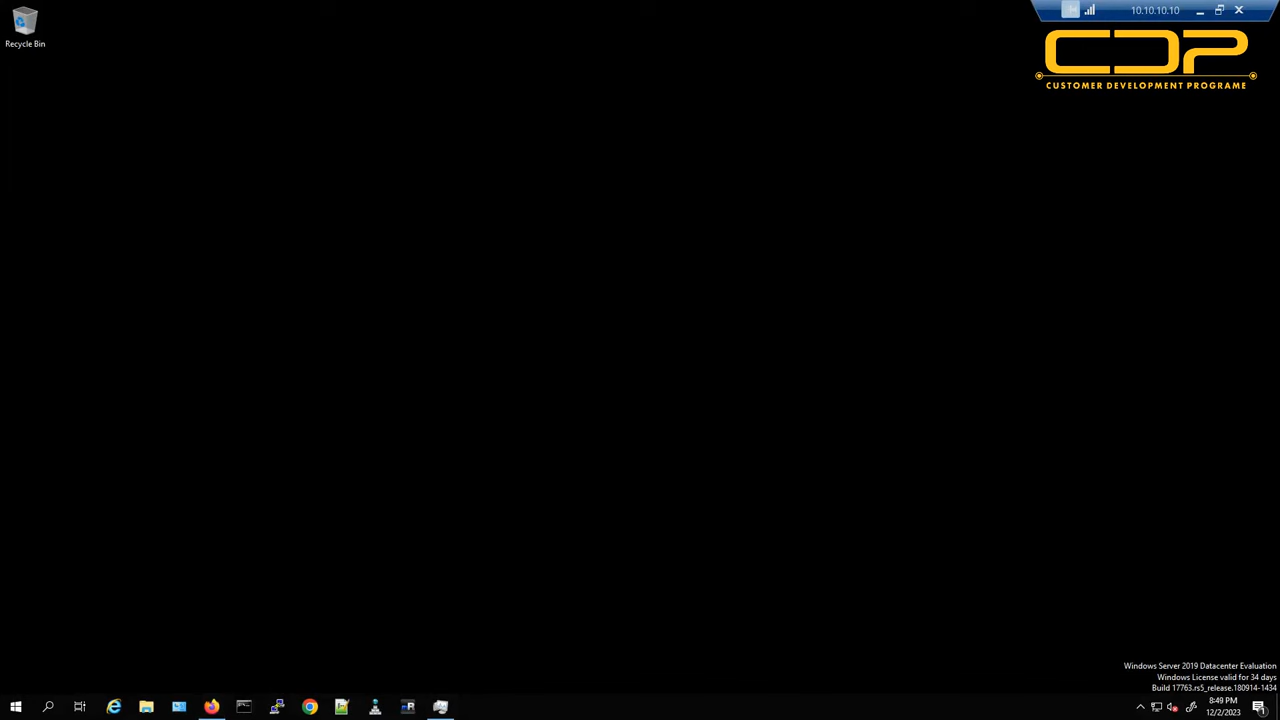 10.10.10.10
Recycle Bin
CDP
CUSTOMER DEVELOPMENT PROGRAME
Windows Server 2019 Datacenter Evaluation
Windows License valid for 34 days
Build 17763.rs5_release.180914-1434
8:49 PM
12/2/2023